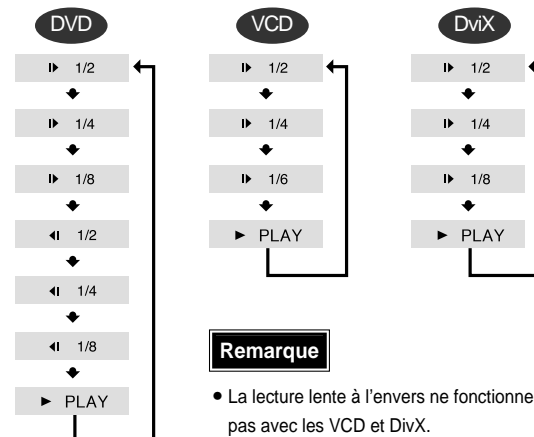 DVD
I▶ 1/2
I▶ 1/4
I▶ 1/8
◀I 1/2
◀I 1/4
◀I 1/8
► PLAY
VCD
I▶ 1/2
I▶ 1/4
I▶ 1/6
► PLAY
DviX
I▶ 1/2
I▶ 1/4
I▶ 1/8
► PLAY
Remarque
• La lecture lente à l’envers ne fonctionne
pas avec les VCD et DivX.